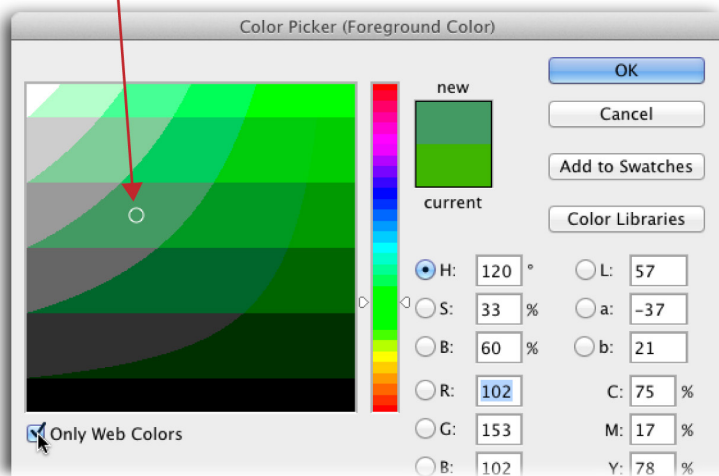 Color Picker (Foreground Color)
new
current
OK
Cancel
Add to Swatches
Color Libraries
H: 120 °
L: 57
S: 33 %
a: -37
B: 60 %
b: 21
R: 102
C: 75 %
G: 153
M: 17 %
B: 102
Y: 78 %
Only Web Colors